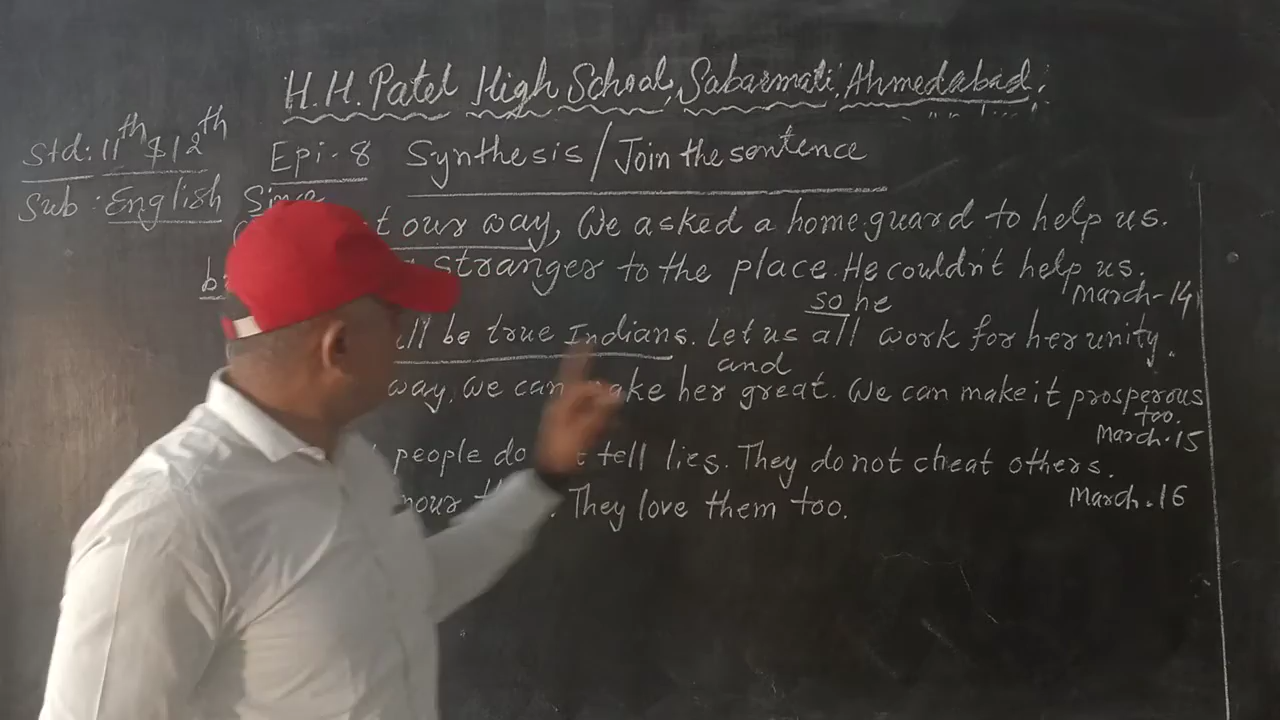 H.H. Patel High School, Sabarmati, Ahmedabad.
Std: 11th & 12th Epi-8 Synthesis / Join the sentence
Sub: English Since
our way, We asked a home guard to help us.
stranger to the place. He couldn't help us.
March-14
so he
be true Indians. Let us all work for her unity.
and
way, we can make her great. We can make it prosperous
too.
March.15
people do tell lies. They do not cheat others.
March.16
They love them too.